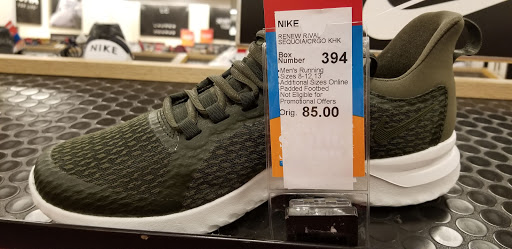 NIKE
RENEW RIVAL
SEQUOIA/CRGO KHK
Box
Number 394
•Men's Running
Sizes 8-12,13
•Additional Sizes Online
Padded Footbed
Not Eligible for
Promotional Offers
Orig. 85.00
NIKE